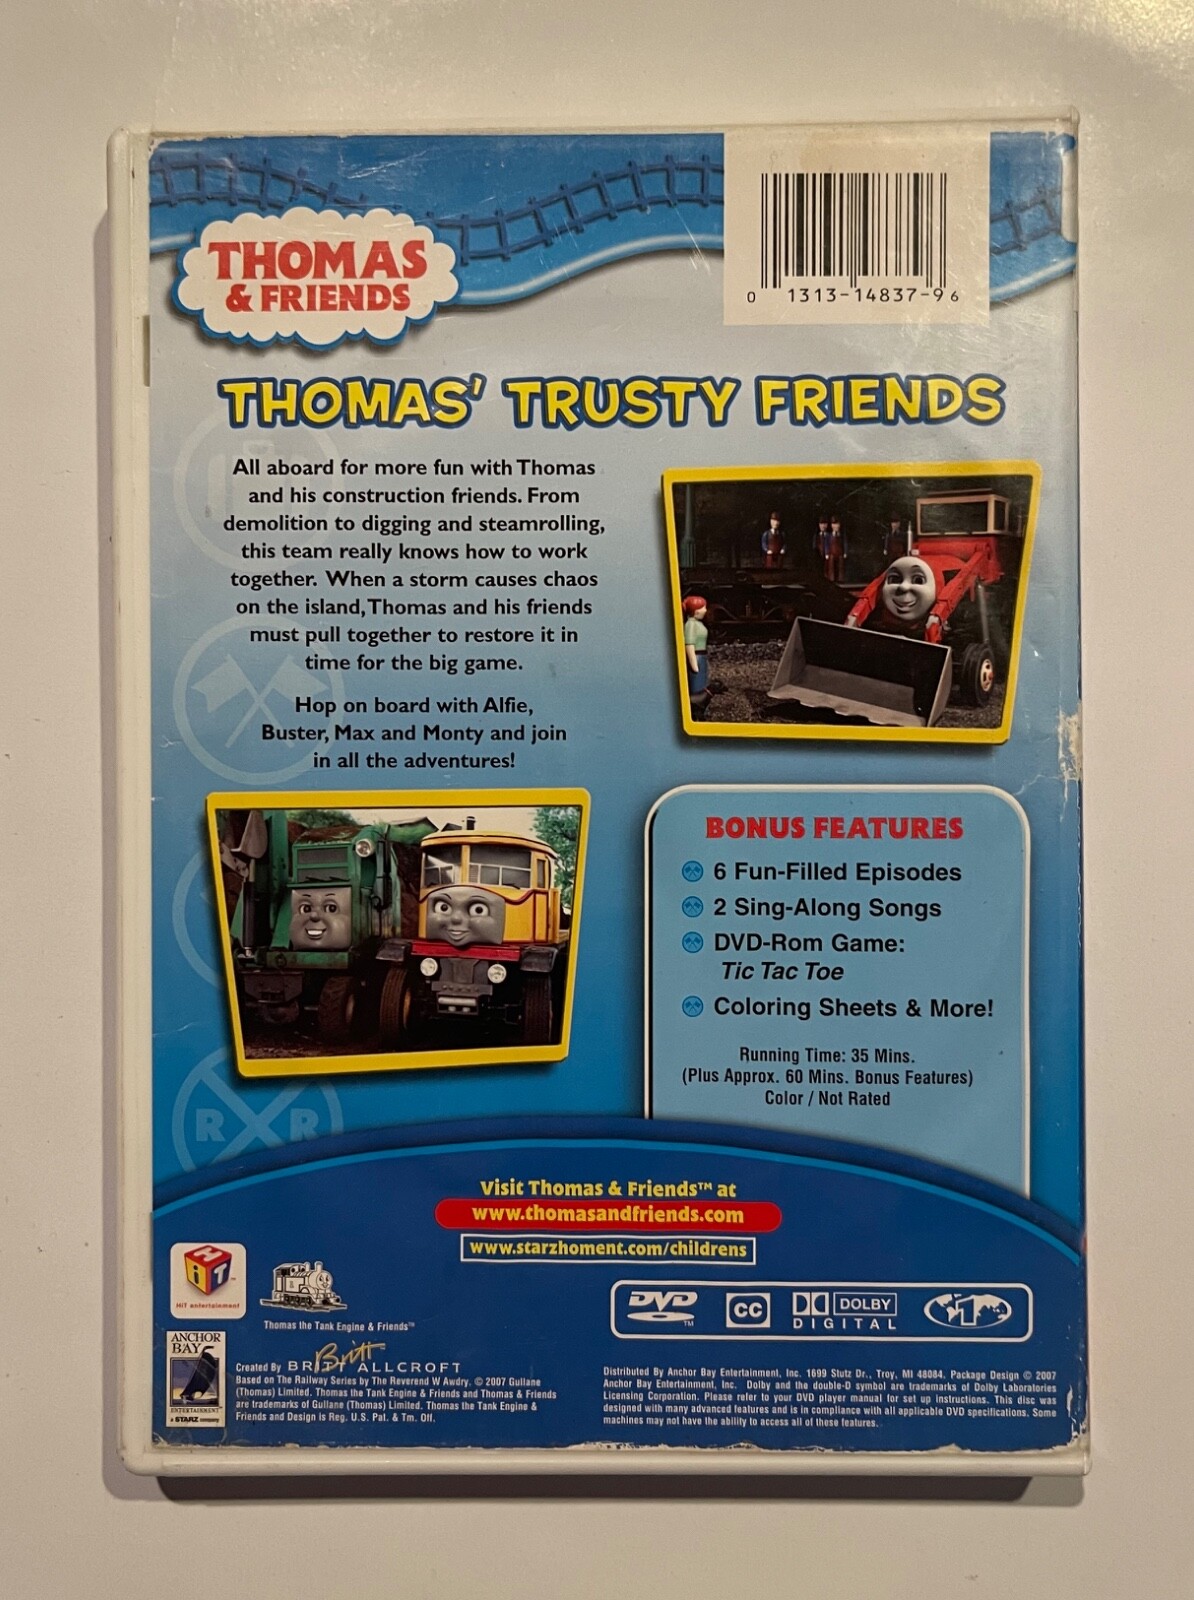 THOMAS
& FRIENDS
0 1313-14837-9 6
THOMAS' TRUSTY FRIENDS
All aboard for more fun with Thomas
and his construction friends. From
demolition to digging and steamrolling,
this team really knows how to work
together. When a storm causes chaos
on the island, Thomas and his friends
must pull together to restore it in
time for the big game.
Hop on board with Alfie,
Buster, Max and Monty and join
in all the adventures!
BONUS FEATURES
6 Fun-Filled Episodes
2 Sing-Along Songs
DVD-Rom Game:
Tic Tac Toe
Coloring Sheets & More!
Running Time: 35 Mins.
(Plus Approx. 60 Mins. Bonus Features)
Color / Not Rated
R R
Visit Thomas & Friends™ at
www.thomasandfriends.com
www.starzhoment.com/childrens
HiT
HiT entertainment
Thomas the Tank Engine & Friends™
DVD
™
CC
DOLBY
DIGITAL
1
ANCHOR
BAY
ENTERTAINMENT
a STARZ company
Britt
Created By BRITT ALLCROFT
Based on The Railway Series by The Reverend W Awdry. © 2007 Gullane
(Thomas) Limited. Thomas the Tank Engine & Friends and Thomas & Friends
are trademarks of Gullane (Thomas) Limited. Thomas the Tank Engine &
Friends and Design is Reg. U.S. Pat. & Tm. Off.
Distributed By Anchor Bay Entertainment, Inc. 1699 Stutz Dr., Troy, MI 48084. Package Design © 2007
Anchor Bay Entertainment, Inc. Dolby and the double-D symbol are trademarks of Dolby Laboratories
Licensing Corporation. Please refer to your DVD player manual for set up instructions. This disc was
designed with many advanced features and is in compliance with all applicable DVD specifications. Some
machines may not have the ability to access all of these features.